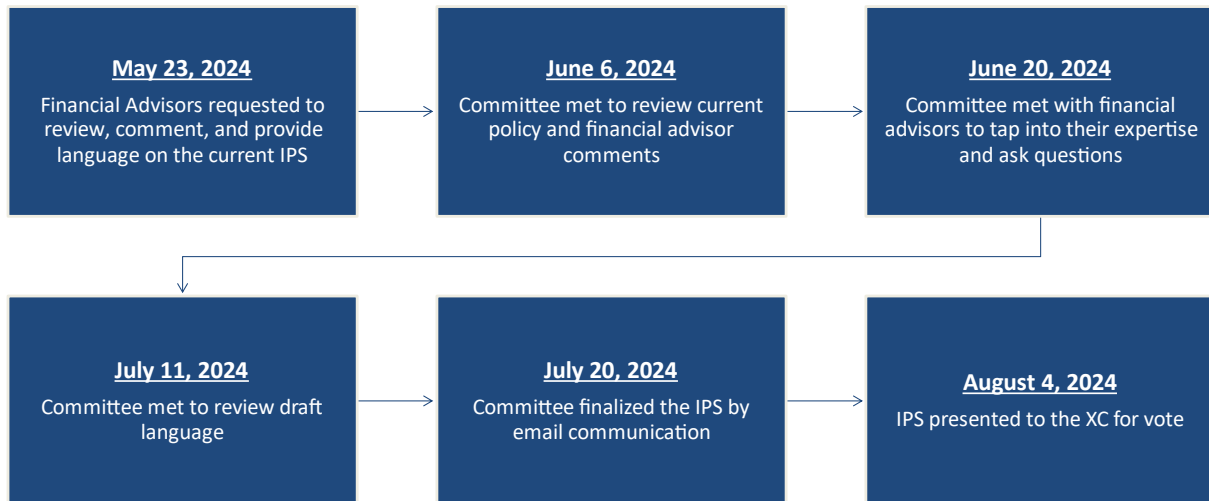 May 23, 2024
Financial Advisors requested to
review, comment, and provide
language on the current IPS
June 6, 2024
Committee met to review current
policy and financial advisor
comments
June 20, 2024
Committee met with financial
advisors to tap into their expertise
and ask questions
July 11, 2024
Committee met to review draft
language
July 20, 2024
Committee finalized the IPS by
email communication
August 4, 2024
IPS presented to the XC for vote